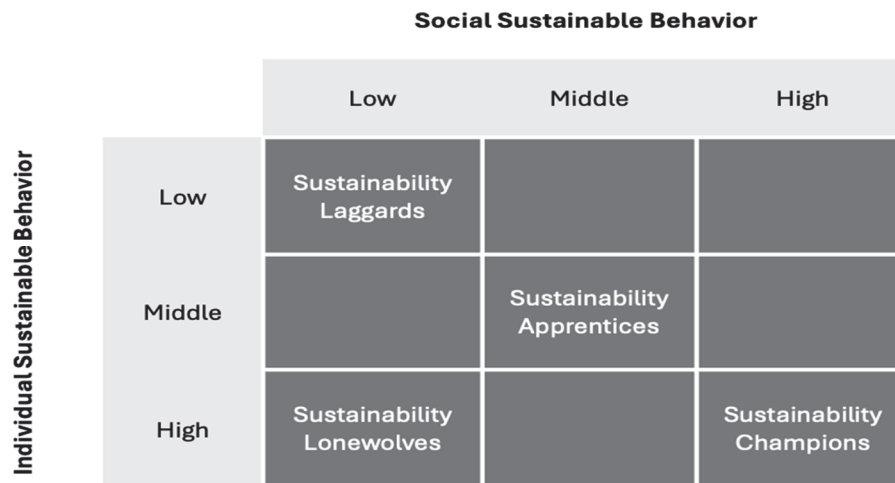 Social Sustainable Behavior
Low Middle High
Individual Sustainable Behavior
Low
Sustainability
Laggards
Middle
Sustainability
Apprentices
High
Sustainability
Lonewolves
Sustainability
Champions